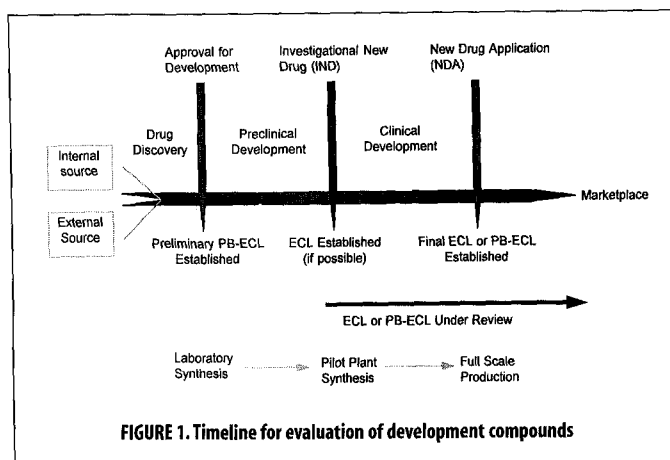 Approval for
Development
Investigational New
Drug (IND)
New Drug Application
(NDA)
Drug
Discovery
Preclinical
Development
Clinical
Development
Internal
source
External
Source
Marketplace
Preliminary PB-ECL
Established
ECL Established
(if possible)
Final ECL or PB-ECL
Established
ECL or PB-ECL Under Review
Laboratory
Synthesis
Pilot Plant
Synthesis
Full Scale
Production
FIGURE 1. Timeline for evaluation of development compounds